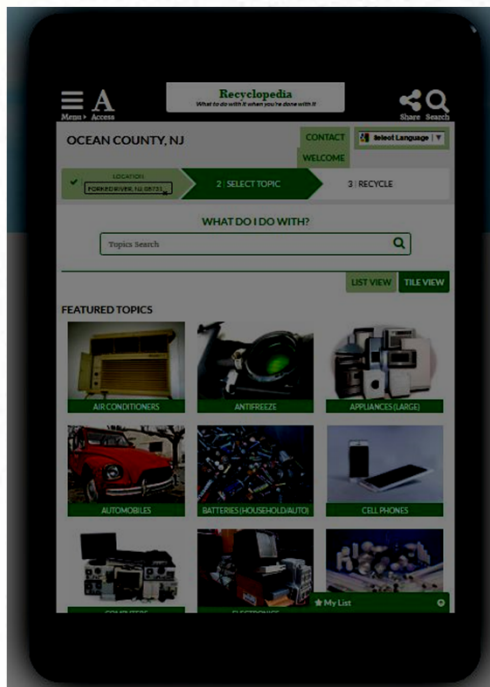 Recyclopedia
What to do with it when you're done with it
Menu Access
Share Search
OCEAN COUNTY, NJ
CONTACT
Select Language
WELCOME
LOCATION
FORKED RIVER, NJ, 08731
2 | SELECT TOPIC
3 | RECYCLE
WHAT DO I DO WITH?
Topics Search
LIST VIEW
TILE VIEW
FEATURED TOPICS
AIR CONDITIONERS
ANTIFREEZE
APPLIANCES (LARGE)
AUTOMOBILES
BATTERIES (HOUSEHOLD/AUTO)
CELL PHONES
COMPUTERS
ELECTRONICS
My List